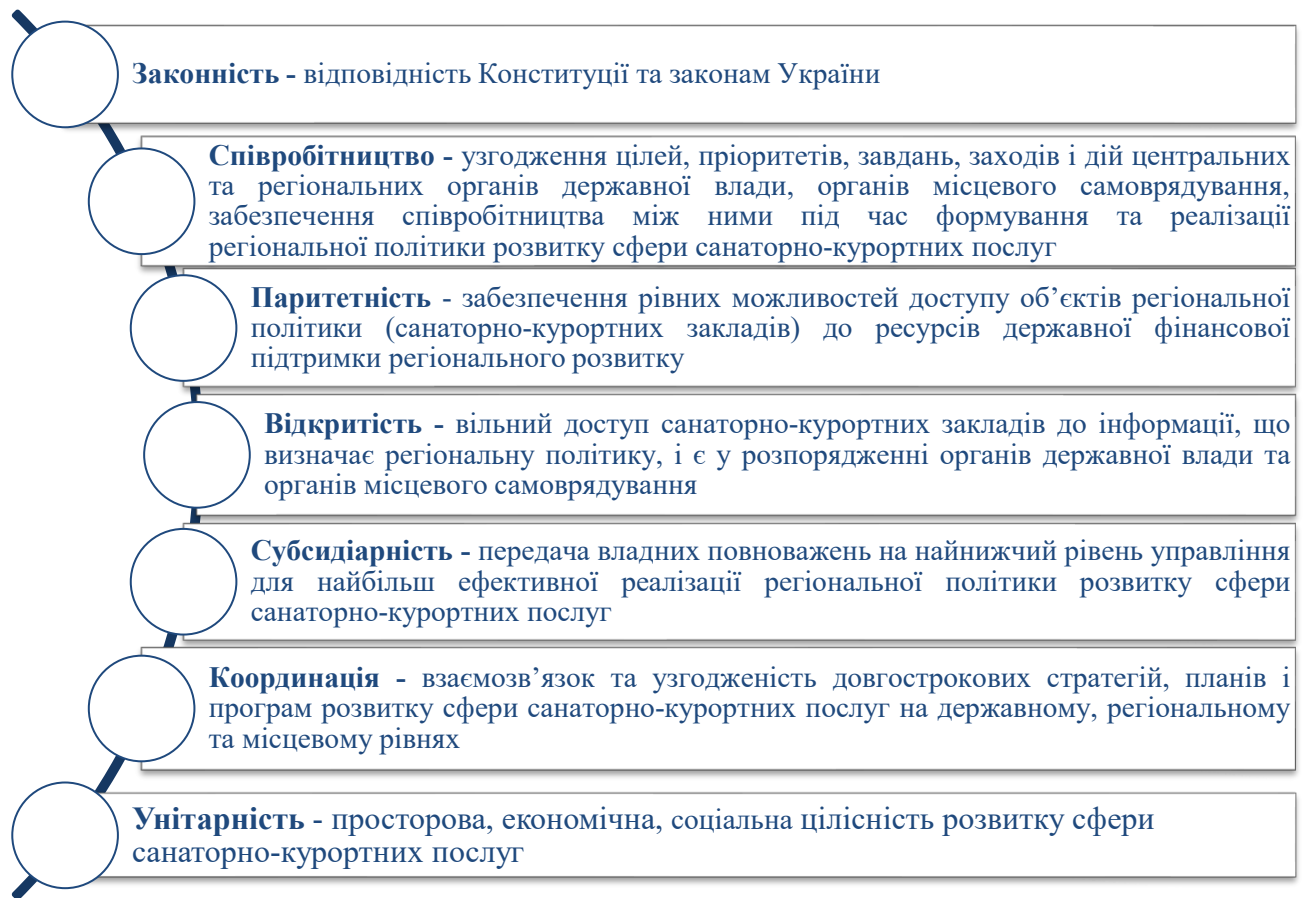 Законність - відповідність Конституції та законам України
Співробітництво - узгодження цілей, пріоритетів, завдань, заходів і дій центральних
та регіональних органів державної влади, органів місцевого самоврядування,
забезпечення співробітництва між ними під час формування та реалізації
регіональної політики розвитку сфери санаторно-курортних послуг
Паритетність - забезпечення рівних можливостей доступу об’єктів регіональної
політики (санаторно-курортних закладів) до ресурсів державної фінансової
підтримки регіонального розвитку
Відкритість - вільний доступ санаторно-курортних закладів до інформації, що
визначає регіональну політику, і є у розпорядженні органів державної влади та
органів місцевого самоврядування
Субсидіарність - передача владних повноважень на найнижчий рівень управління
для найбільш ефективної реалізації регіональної політики розвитку сфери
санаторно-курортних послуг
Координація - взаємозв’язок та узгодженість довгострокових стратегій, планів і
програм розвитку сфери санаторно-курортних послуг на державному, регіональному
та місцевому рівнях
Унітарність - просторова, економічна, соціальна цілісність розвитку сфери
санаторно-курортних послуг